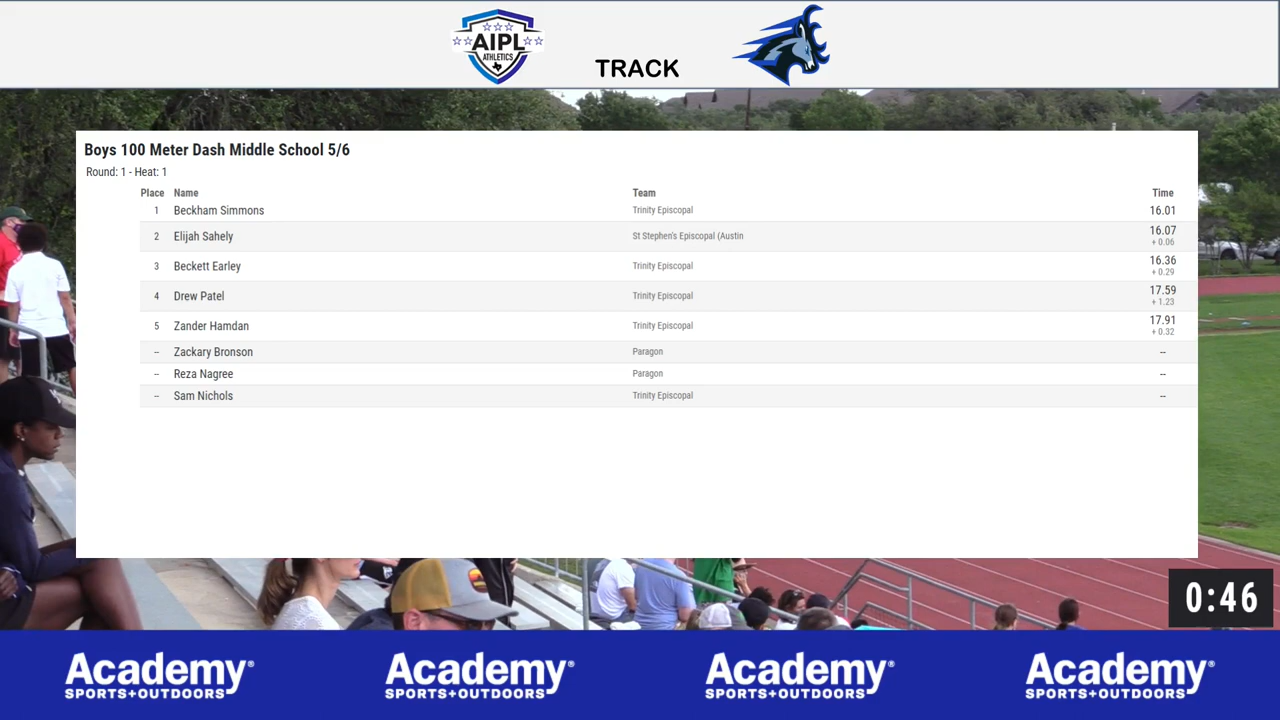 AIPL
ATHLETICS
TRACK
Boys 100 Meter Dash Middle School 5/6
Round: 1 - Heat: 1
Place Name Team Time
1 Beckham Simmons Trinity Episcopal 16.01
2 Elijah Sahely St Stephen's Episcopal (Austin 16.07
+ 0.06
3 Beckett Earley Trinity Episcopal 16.36
+ 0.29
4 Drew Patel Trinity Episcopal 17.59
+ 1.23
5 Zander Hamdan Trinity Episcopal 17.91
+ 0.32
-- Zackary Bronson Paragon --
-- Reza Nagree Paragon --
-- Sam Nichols Trinity Episcopal --
0:46
Academy Academy Academy Academy
SPORTS+OUTDOORS SPORTS+OUTDOORS SPORTS+OUTDOORS SPORTS+OUTDOORS